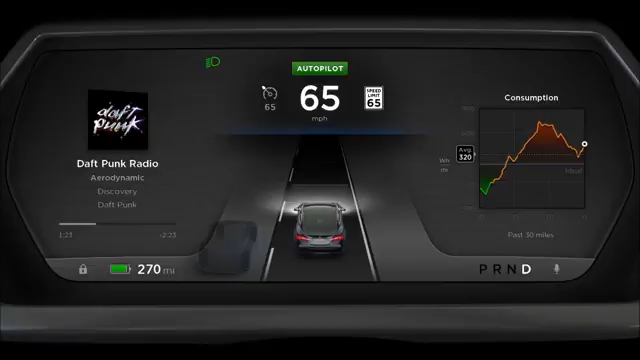 AUTOPILOT
65
65
mph
SPEED
LIMIT
65
daft
punk
Daft Punk Radio
Aerodynamic
Discovery
Daft Punk
1:23
-2:23
270 mi
Consumption
Avg
320
Wh
mi
Past 30 miles
P R N D